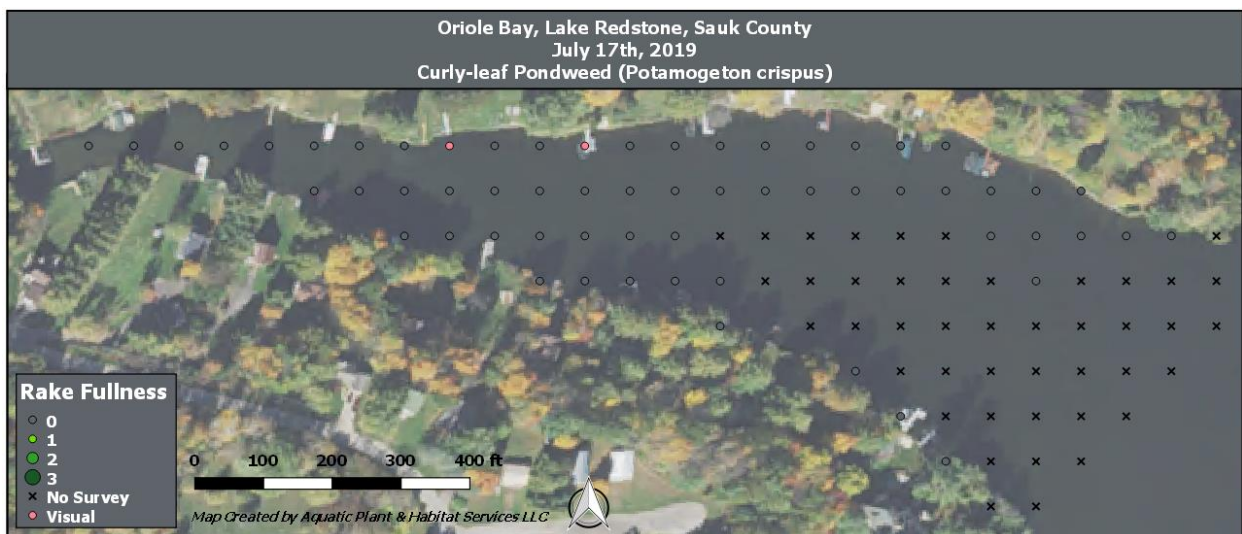 Oriole Bay, Lake Redstone, Sauk County
July 17th, 2019
Curly-leaf Pondweed (Potamogeton crispus)
Rake Fullness
0
1
2
3
No Survey
Visual
0 100 200 300 400 ft
Map Created by Aquatic Plant & Habitat Services LLC